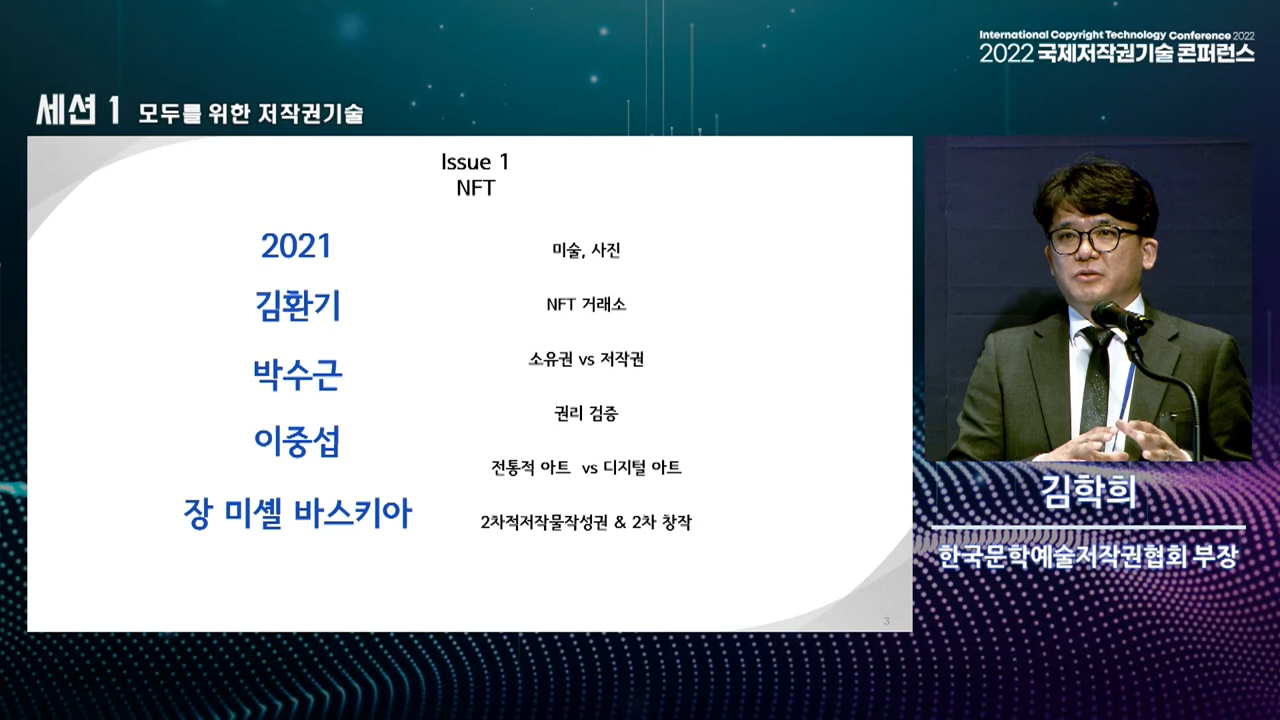 International Copyright Technology Conference 2022
2022 국제저작권기술 콘퍼런스
세션 1 모두를 위한 저작권기술
Issue 1
NFT
2021
김환기
박수근
이중섭
장 미셸 바스키아
미술, 사진
NFT 거래소
소유권 vs 저작권
권리 검증
전통적 아트 vs 디지털 아트
2차적저작물작성권 & 2차 창작
3
김학희
한국문학예술저작권협회 부장